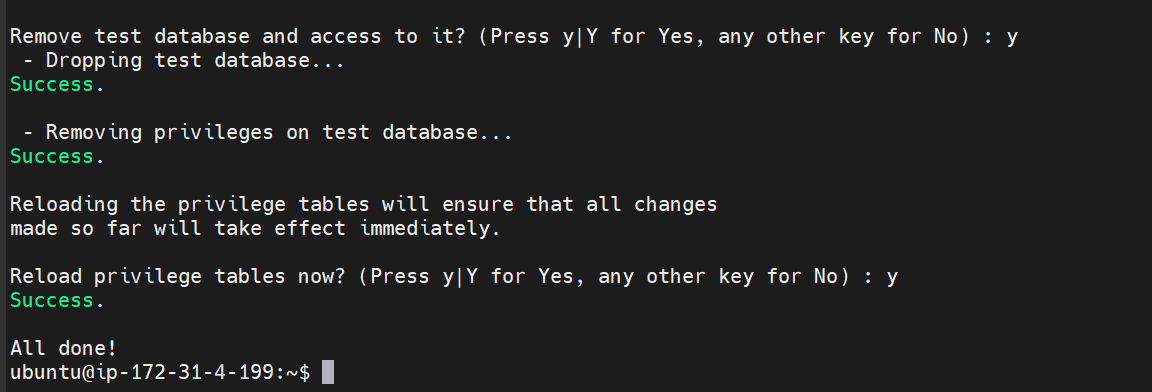 Remove test database and access to it? (Press y|Y for Yes, any other key for No) : y
 - Dropping test database...
Success.
 - Removing privileges on test database...
Success.
Reloading the privilege tables will ensure that all changes
made so far will take effect immediately.
Reload privilege tables now? (Press y|Y for Yes, any other key for No) : y
Success.
All done!
ubuntu@ip-172-31-4-199:~$